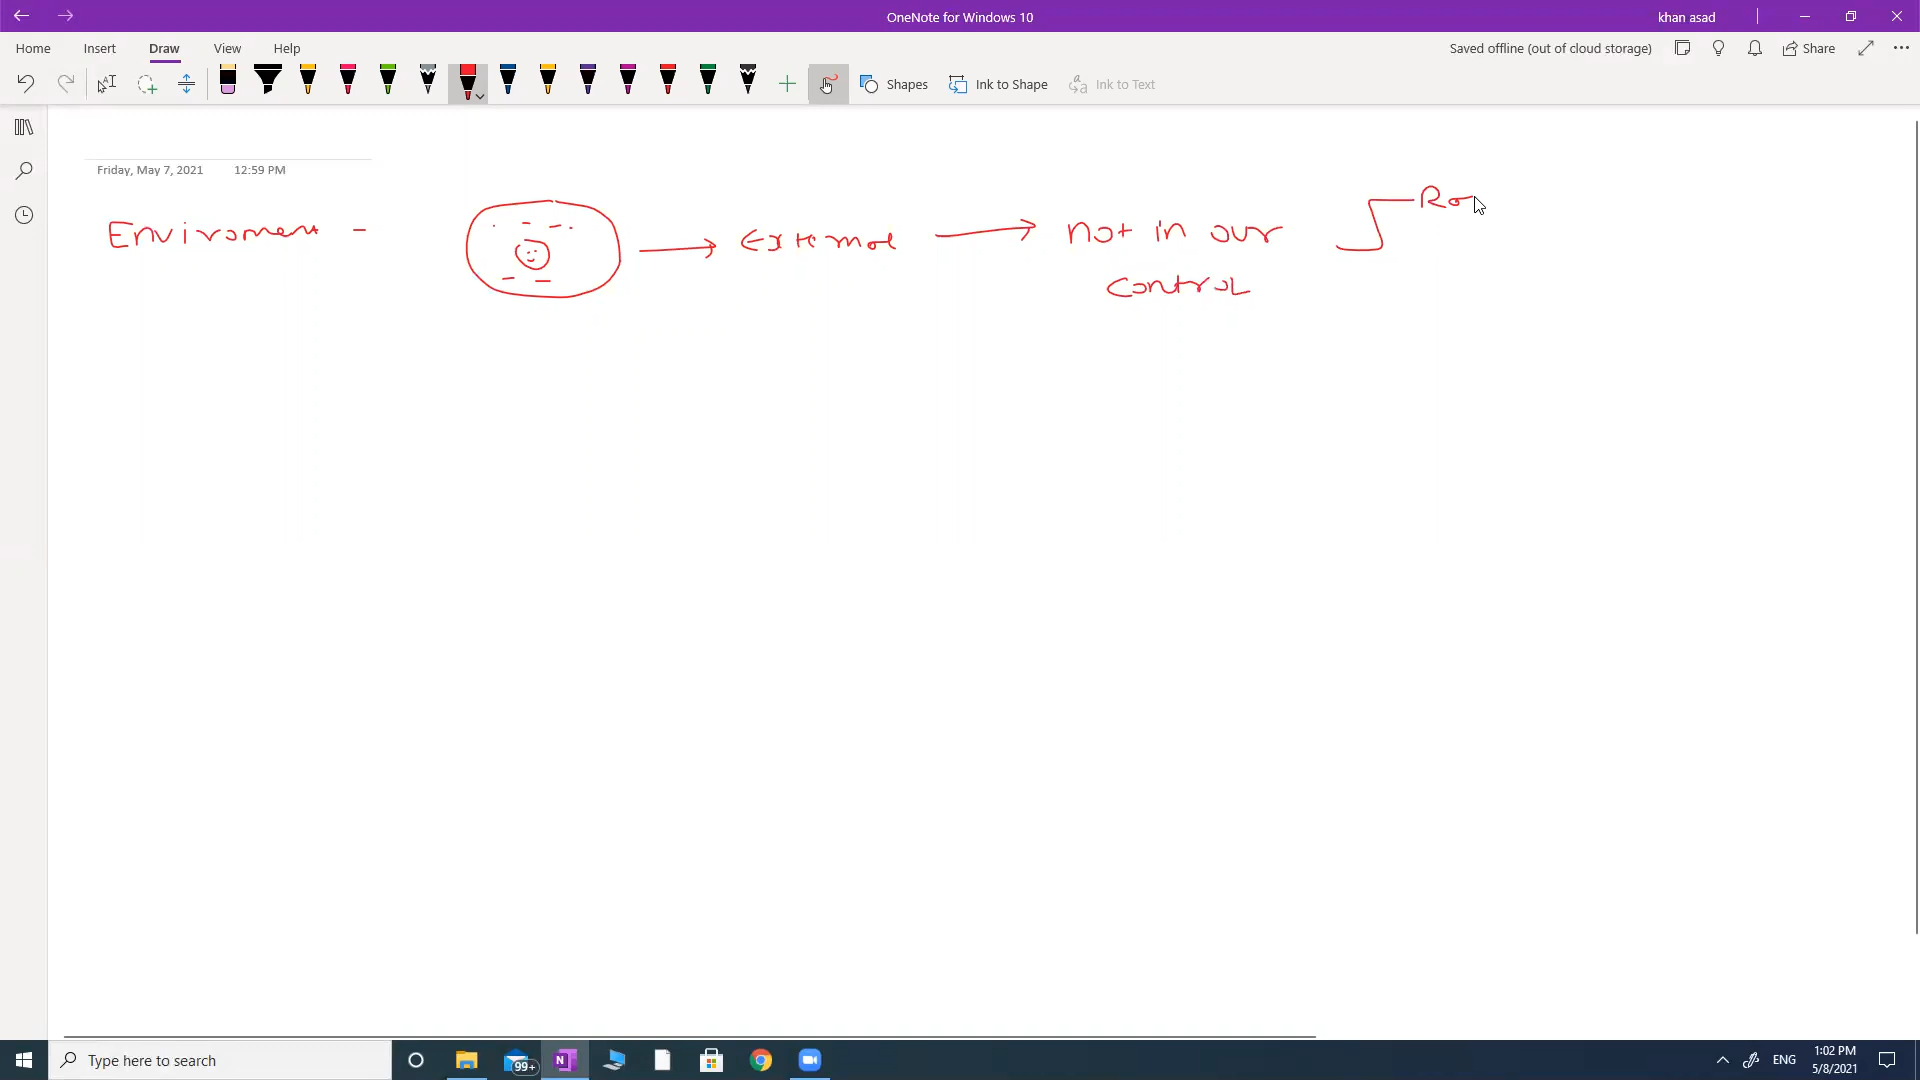 OneNote for Windows 10
khan asad
Home Insert Draw View Help
Saved offline (out of cloud storage)
Share
Shapes
Ink to Shape
Ink to Text
Friday, May 7, 2021 12:59 PM
Enviroment -
External
not in our
control
Ro
Type here to search
99+
N
ENG
1:02 PM
5/8/2021